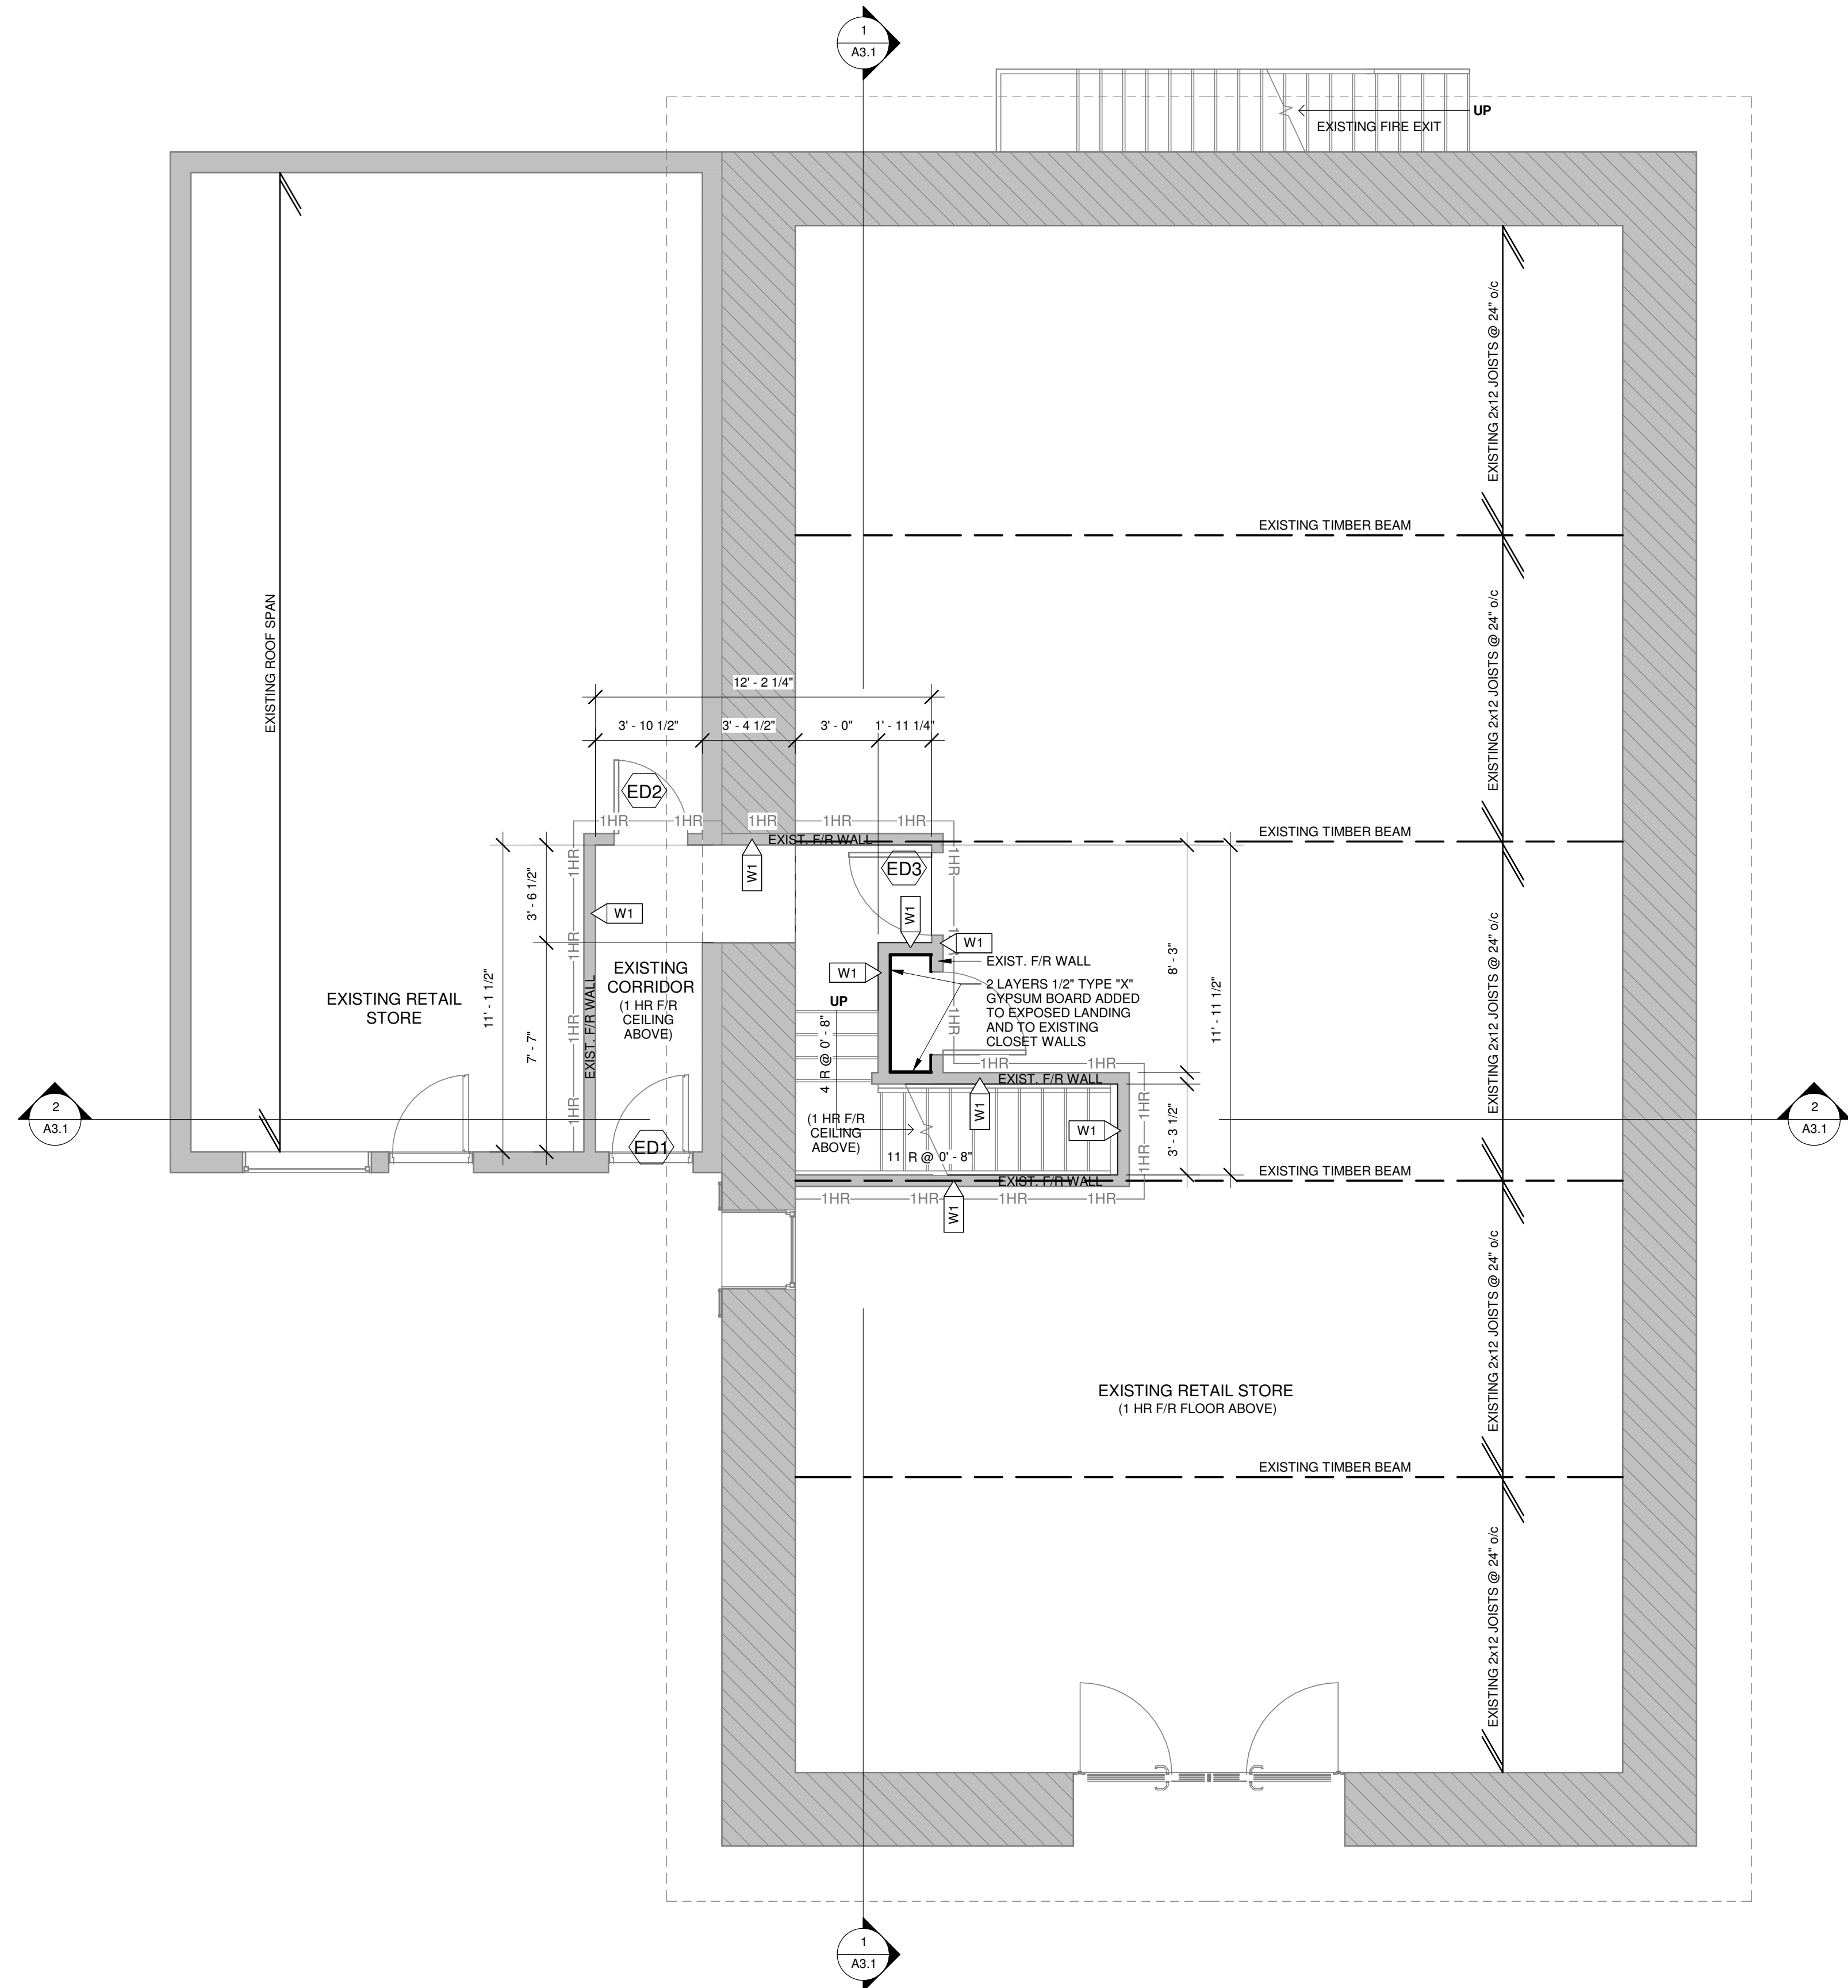 1
A3.1
UP
EXISTING FIRE EXIT
EXISTING 2x12 JOISTS @ 24" o/c
EXISTING TIMBER BEAM
EXISTING ROOF SPAN
EXISTING 2x12 JOISTS @ 24" o/c
12' - 2 1/4"
3' - 10 1/2"
3' - 4 1/2"
3' - 0"
1' - 11 1/4"
ED2
1HR
1HR
1HR
1HR
1HR
EXISTING TIMBER BEAM
EXIST. F/R WALL
1HR
1HR
ED3
W1
W1
W1
3' - 6 1/2"
W1
1HR
1HR
EXIST. F/R WALL
W1
8' - 3"
EXISTING
CORRIDOR
(1 HR F/R
CEILING
ABOVE)
2 LAYERS 1/2" TYPE "X"
GYPSUM BOARD ADDED
TO EXPOSED LANDING
AND TO EXISTING
CLOSET WALLS
EXISTING RETAIL
STORE
UP
11' - 1 1/2"
7' - 7"
1HR
EXIST. F/R WALL
4 R @ 0' - 8"
1HR
11' - 11 1/2"
EXISTING 2x12 JOISTS @ 24" o/c
1HR
1HR
EXIST. F/R WALL
2
A3.1
1HR
ED1
(1 HR F/R
CEILING
ABOVE)
W1
W1
1HR
3' - 3 1/2"
2
A3.1
11 R @ 0' - 8"
1HR
EXISTING TIMBER BEAM
EXIST. F/R WALL
1HR
1HR
1HR
1HR
W1
EXISTING 2x12 JOISTS @ 24" o/c
EXISTING RETAIL STORE
(1 HR F/R FLOOR ABOVE)
EXISTING TIMBER BEAM
EXISTING 2x12 JOISTS @ 24" o/c
1
A3.1